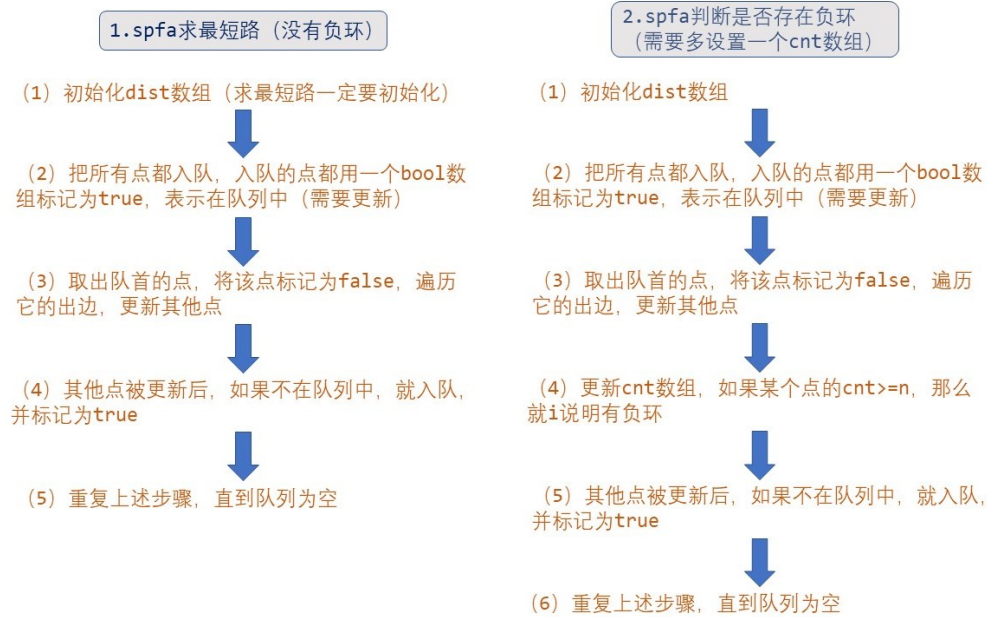 1.spfa求最短路（没有负环）
（1）初始化dist数组（求最短路一定要初始化）
（2）把所有点都入队，入队的点都用一个bool数
组标记为true，表示在队列中（需要更新）
（3）取出队首的点，将该点标记为false，遍历
它的出边，更新其他点
（4）其他点被更新后，如果不在队列中，就入队，
并标记为true
（5）重复上述步骤，直到队列为空
2.spfa判断是否存在负环
（需要多设置一个cnt数组）
（1）初始化dist数组
（2）把所有点都入队，入队的点都用一个bool数
组标记为true，表示在队列中（需要更新）
（3）取出队首的点，将该点标记为false，遍历
它的出边，更新其他点
（4）更新cnt数组，如果某个点的cnt>=n，那么
就i说明有负环
（5）其他点被更新后，如果不在队列中，就入队，
并标记为true
（6）重复上述步骤，直到队列为空